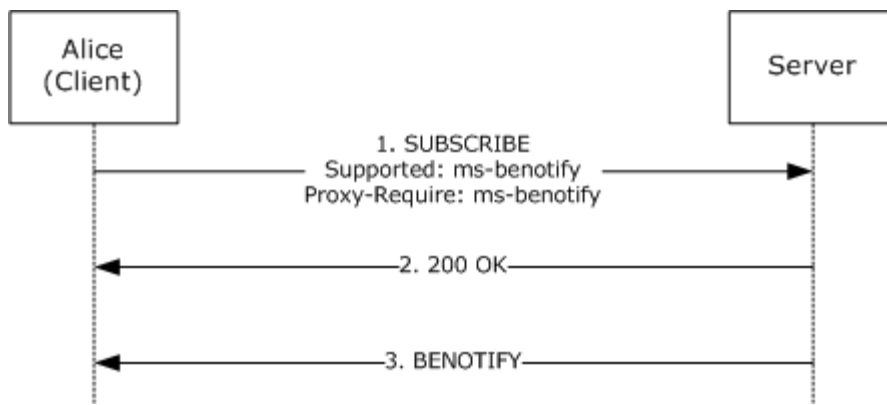 Alice
(Client)
Server
1. SUBSCRIBE
Supported: ms-benotify
Proxy-Require: ms-benotify
2. 200 OK
3. BENOTIFY